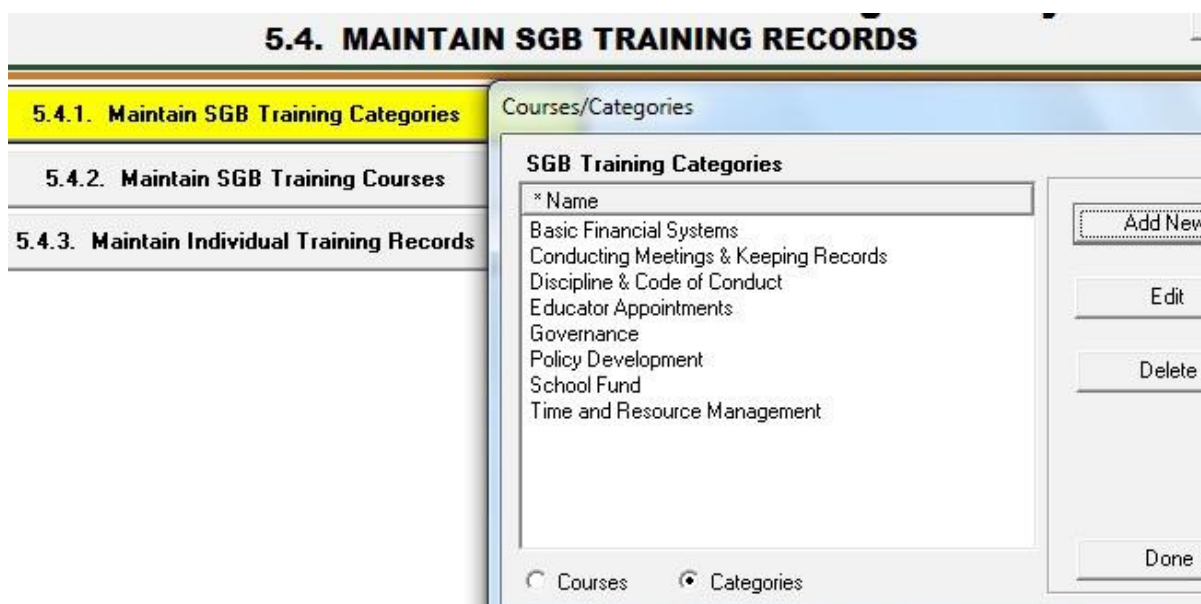 5.4. MAINTAIN SGB TRAINING RECORDS
5.4.1. Maintain SGB Training Categories
5.4.2. Maintain SGB Training Courses
5.4.3. Maintain Individual Training Records
Courses/Categories
SGB Training Categories
* Name
Basic Financial Systems
Conducting Meetings & Keeping Records
Discipline & Code of Conduct
Educator Appointments
Governance
Policy Development
School Fund
Time and Resource Management
Courses
Categories
Add New
Edit
Delete
Done